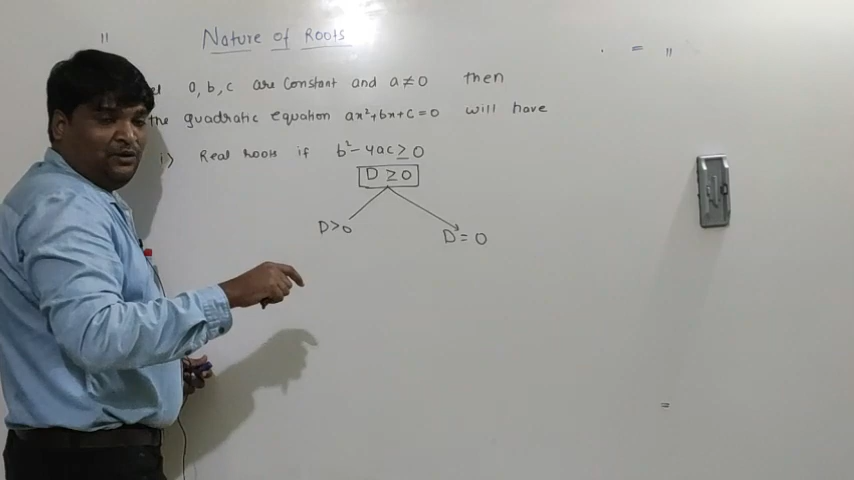 Nature of Roots
a, b, c are Constant and a≠0 then
the quadratic equation ax²+bx+c=0 will have
i> Real Roots if b²-4ac ≥ 0
D ≥ 0
D>0 D = 0